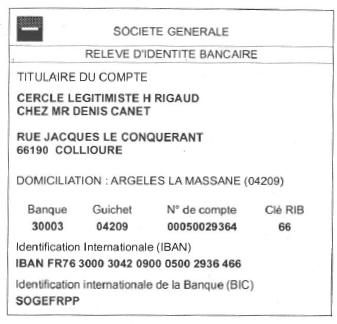 SOCIETE GENERALE
RELEVE D'IDENTITE BANCAIRE
TITULAIRE DU COMPTE
CERCLE LEGITIMISTE H RIGAUD
CHEZ MR DENIS CANET
RUE JACQUES LE CONQUERANT
66190 COLLIOURE
DOMICILIATION : ARGELES LA MASSANE (04209)
Banque Guichet N° de compte Clé RIB
30003 04209 00050029364 66
Identification Internationale (IBAN)
IBAN FR76 3000 3042 0900 0500 2936 466
Identification internationale de la Banque (BIC)
SOGEFRPP